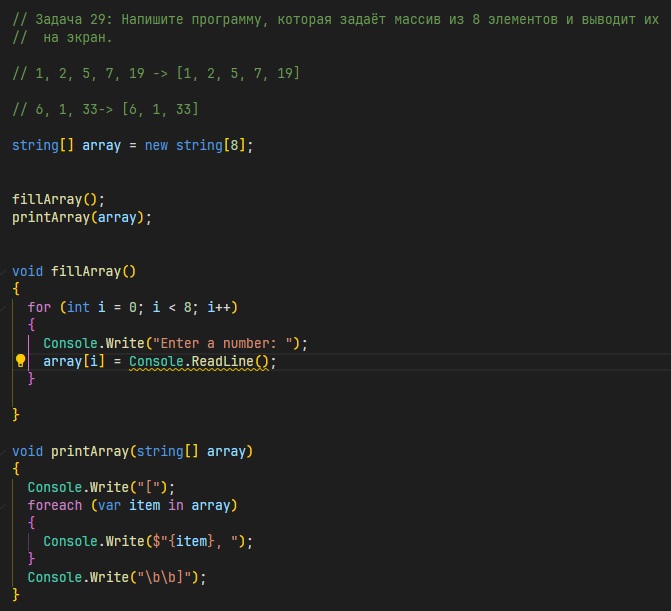 // Задача 29: Напишите программу, которая задаёт массив из 8 элементов и выводит их
//  на экран.
// 1, 2, 5, 7, 19 -> [1, 2, 5, 7, 19]
// 6, 1, 33-> [6, 1, 33]
string[] array = new string[8];
fillArray();
printArray(array);
void fillArray()
{
  for (int i = 0; i < 8; i++)
  {
    Console.Write("Enter a number: ");
    array[i] = Console.ReadLine();
  }
}
void printArray(string[] array)
{
  Console.Write("[");
  foreach (var item in array)
  {
    Console.Write($"{item}, ");
  }
  Console.Write("\b\b]");
}